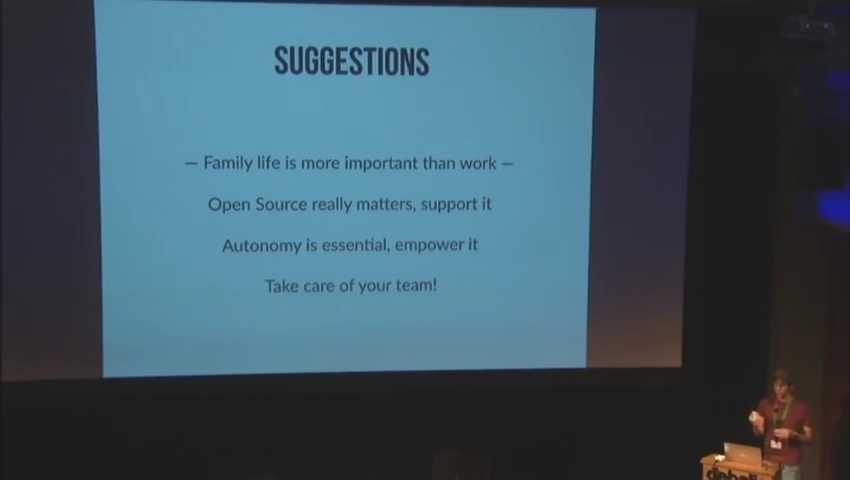 SUGGESTIONS
— Family life is more important than work —
Open Source really matters, support it
Autonomy is essential, empower it
Take care of your team!